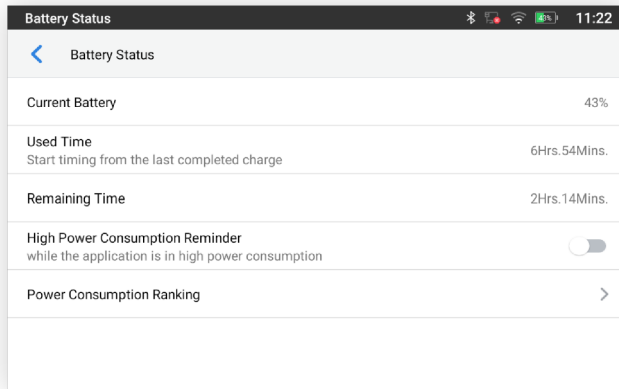 Battery Status
43%
11:22
Battery Status
Current Battery
43%
Used Time
Start timing from the last completed charge
6Hrs.54Mins.
Remaining Time
2Hrs.14Mins.
High Power Consumption Reminder
while the application is in high power consumption
Power Consumption Ranking